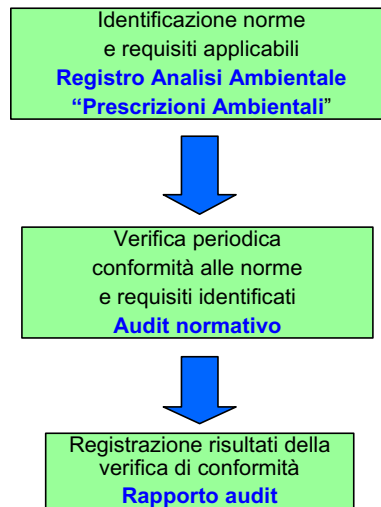 Identificazione norme
e requisiti applicabili
Registro Analisi Ambientale
“Prescrizioni Ambientali”
Verifica periodica
conformità alle norme
e requisiti identificati
Audit normativo
Registrazione risultati della
verifica di conformità
Rapporto audit